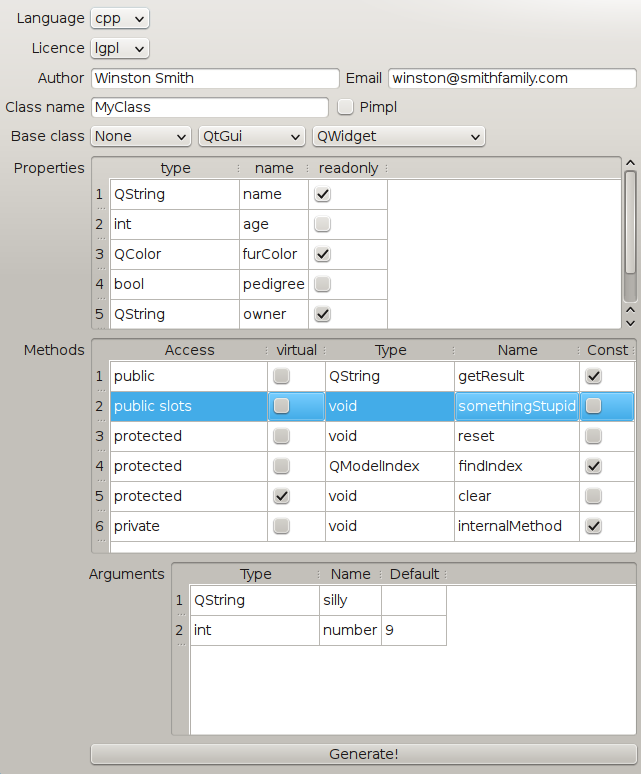 Language cpp
Licence lgpl
Author Winston Smith Email winston@smithfamily.com
Class name MyClass Pimpl
Base class None QtGui QWidget
Properties type name readonly
1 QString name
2 int age
3 QColor furColor
4 bool pedigree
5 QString owner
Methods Access virtual Type Name Const
1 public QString getResult
2 public slots void somethingStupid
3 protected void reset
4 protected QModelIndex findIndex
5 protected void clear
6 private void internalMethod
Arguments Type Name Default
1 QString silly
2 int number 9
Generate!